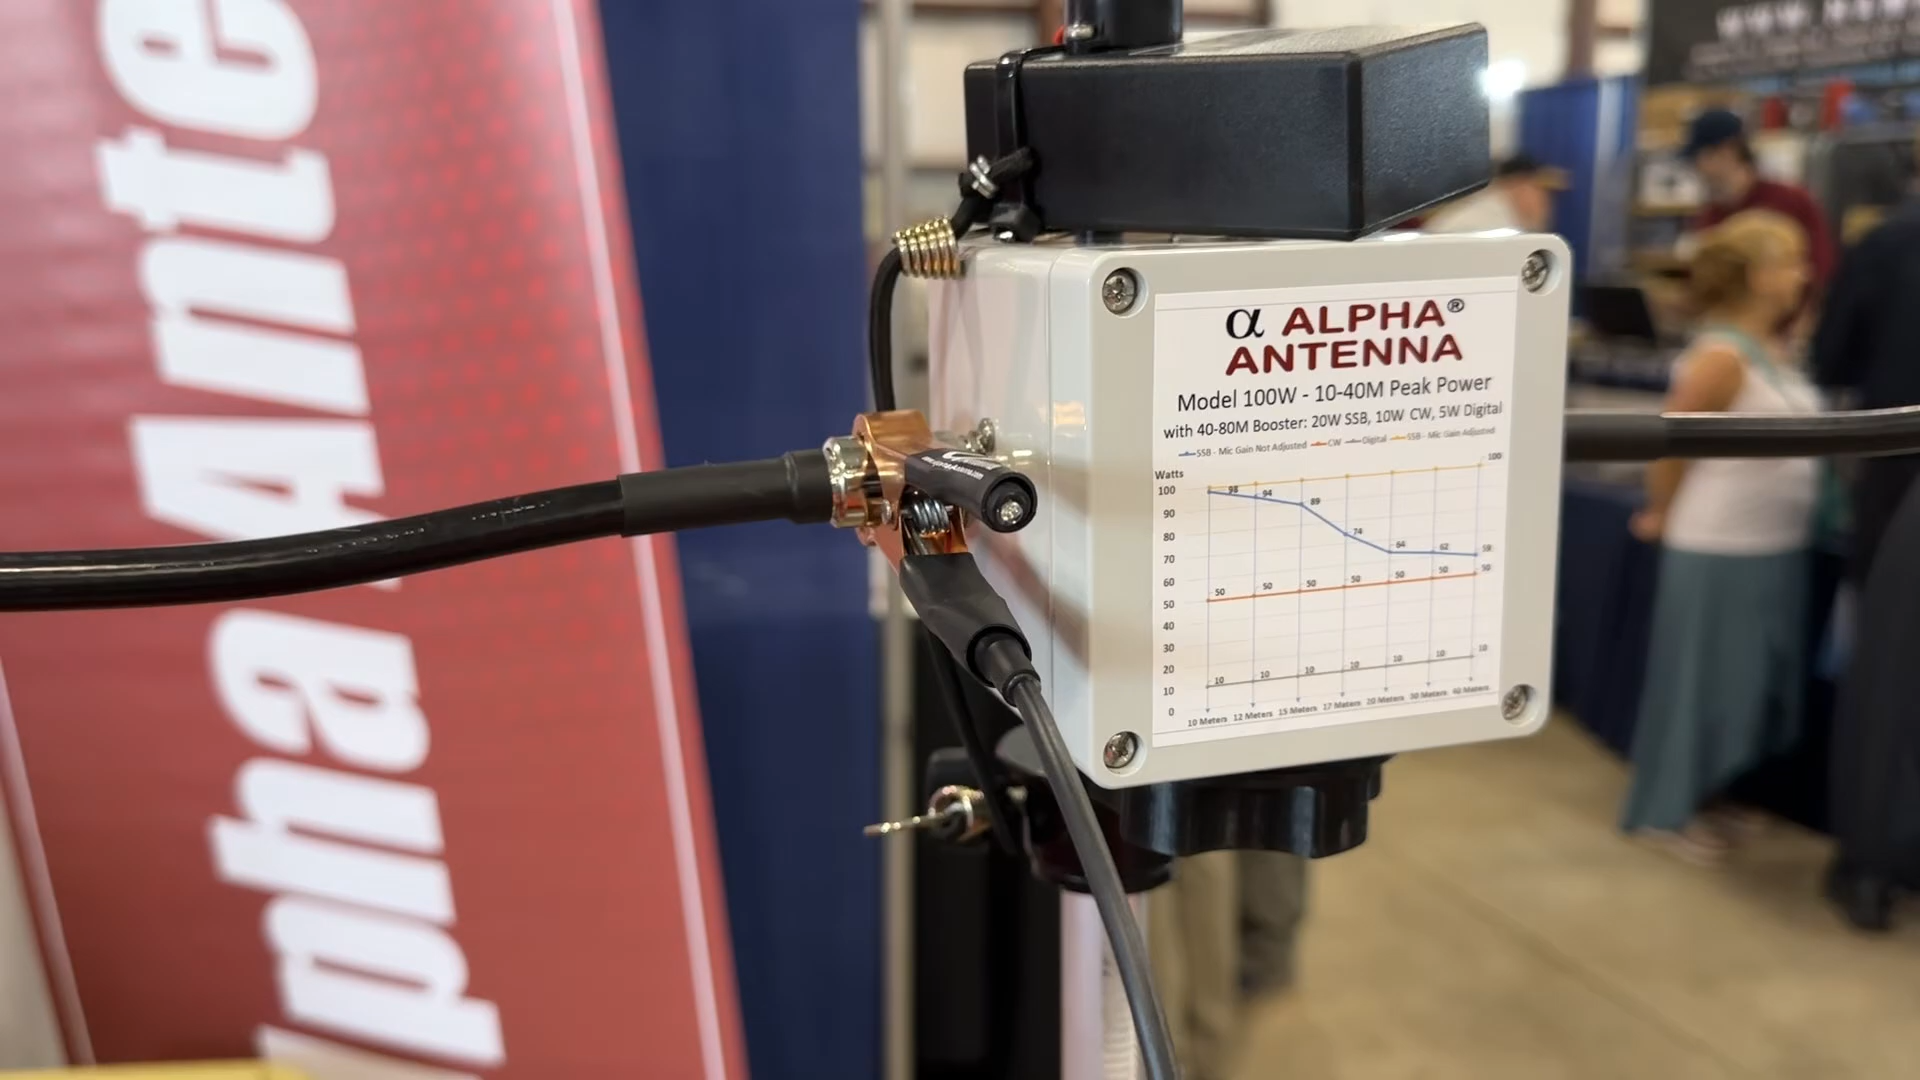 Alpha Ante
α ALPHA®
ANTENNA
Model 100W - 10-40M Peak Power
with 40-80M Booster: 20W SSB, 10W CW, 5W Digital
SSB - Mic Gain Not Adjusted CW Digital SSB - Mic Gain Adjusted
Watts
100
100
98 94 89
90
80
74
70
64 62 59
60
50 50 50 50 50 50 50
50
40
30
20
10 10 10 10 10 10 10
10
0
10 Meters 12 Meters 15 Meters 17 Meters 20 Meters 30 Meters 40 Meters